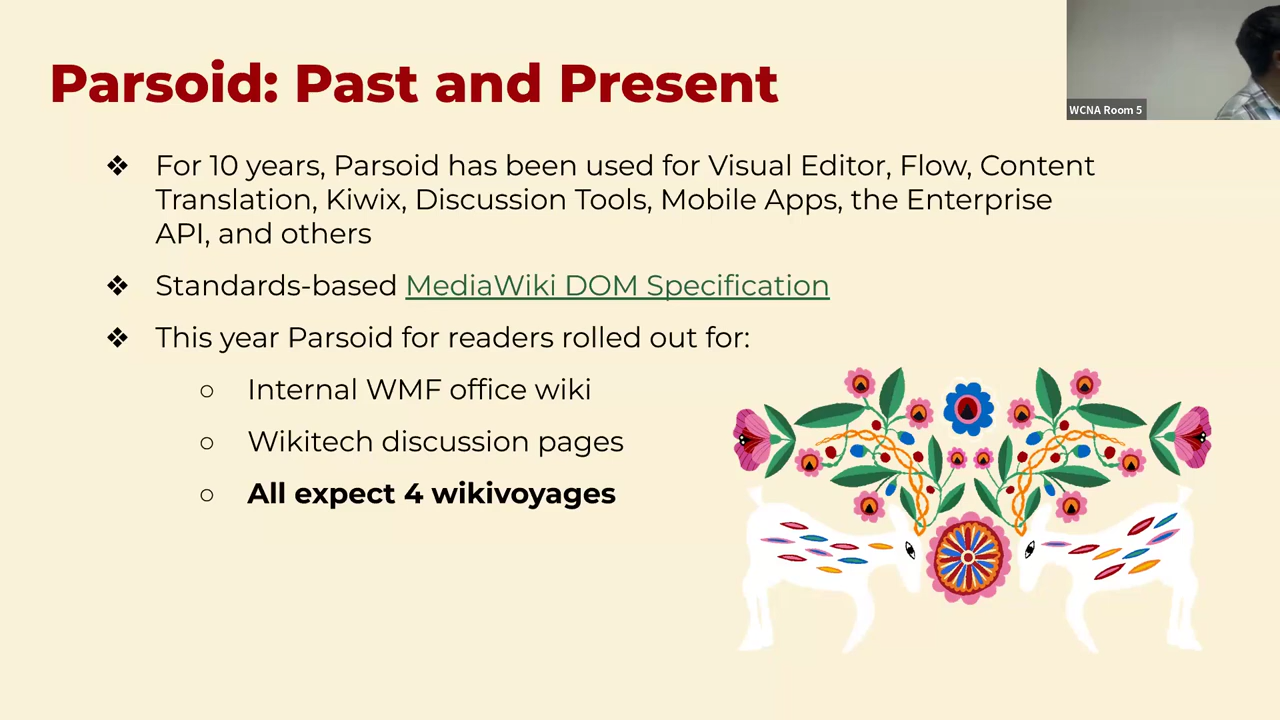 Parsoid: Past and Present
WCNA Room 5
❖ For 10 years, Parsoid has been used for Visual Editor, Flow, Content
Translation, Kiwix, Discussion Tools, Mobile Apps, the Enterprise
API, and others
❖ Standards-based MediaWiki DOM Specification
❖ This year Parsoid for readers rolled out for:
○ Internal WMF office wiki
○ Wikitech discussion pages
○ All expect 4 wikivoyages